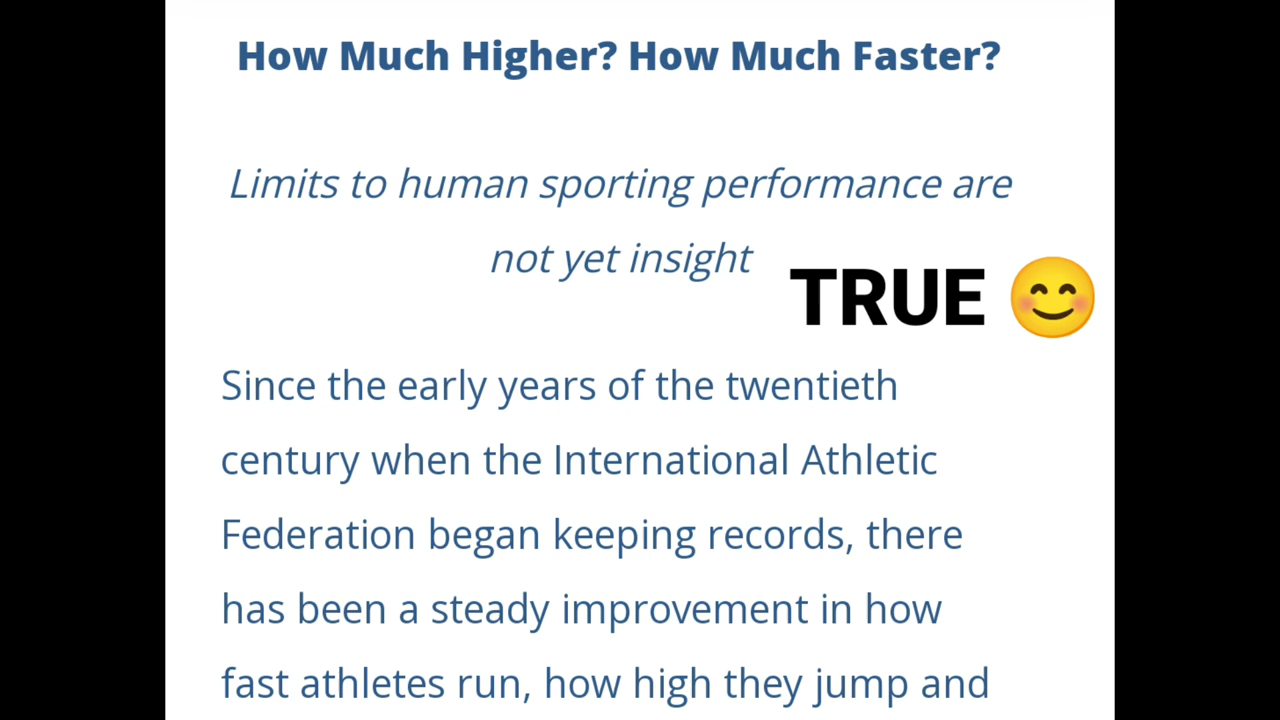 How Much Higher? How Much Faster?
Limits to human sporting performance are
not yet insight
TRUE 😊
Since the early years of the twentieth
century when the International Athletic
Federation began keeping records, there
has been a steady improvement in how
fast athletes run, how high they jump and